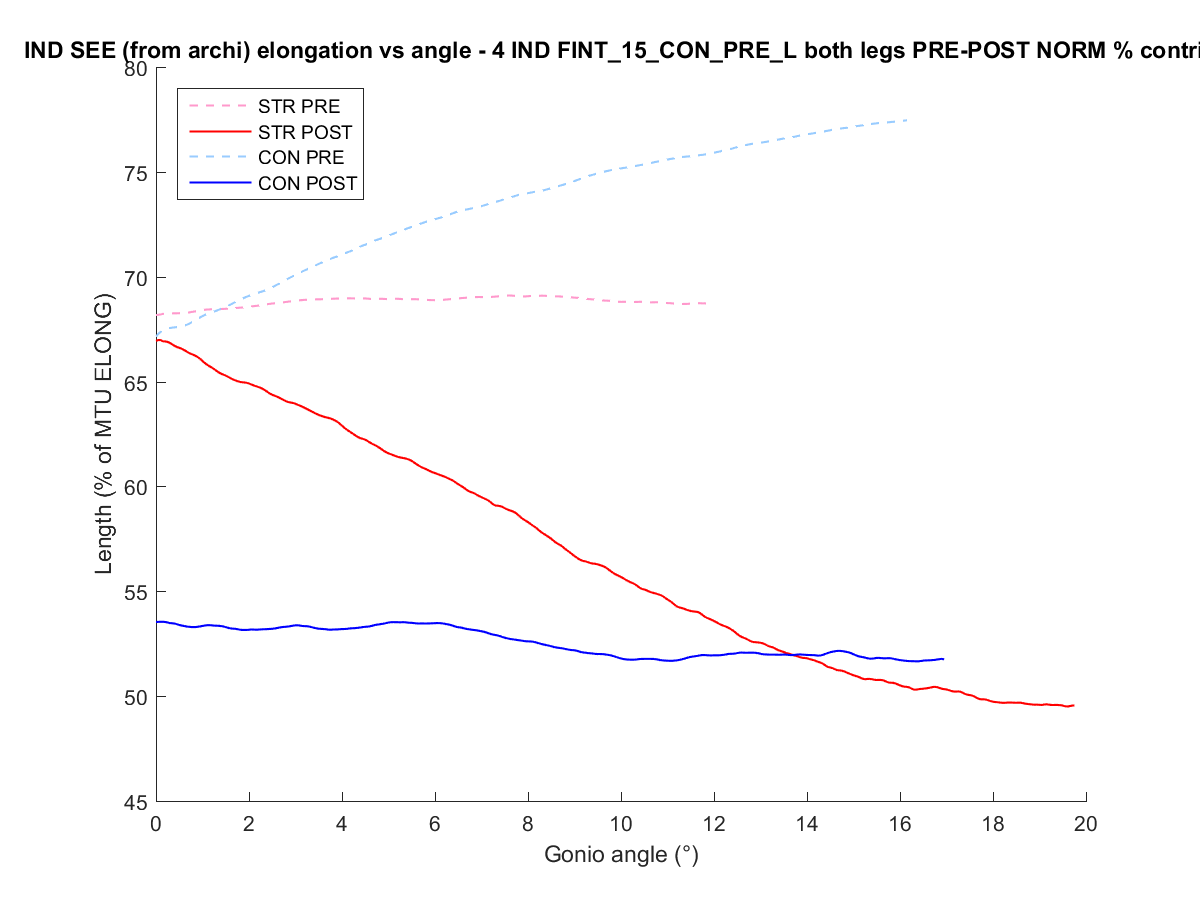 IND SEE (from archi) elongation vs angle - 4 IND FINT_15_CON_PRE_L both legs PRE-POST NORM % contri
80
75
70
65
60
55
50
45
STR PRE
STR POST
CON PRE
CON POST
Length (% of MTU ELONG)
0 2 4 6 8 10 12 14 16 18 20
Gonio angle (°)